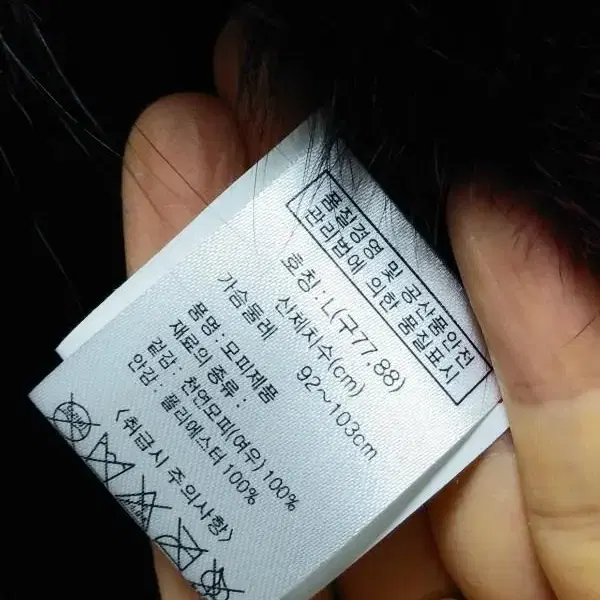 품질경영 및 공산품안전
관리법에 의한 품질표시
호칭 : L(구77,88)
신체치수(cm)
가슴둘레 92~103cm
품명 : 모피제품
재료의 종류 :
겉감 : 천연모피(여우)100%
안감 : 폴리에스터 100%
<취급시 주의사항>